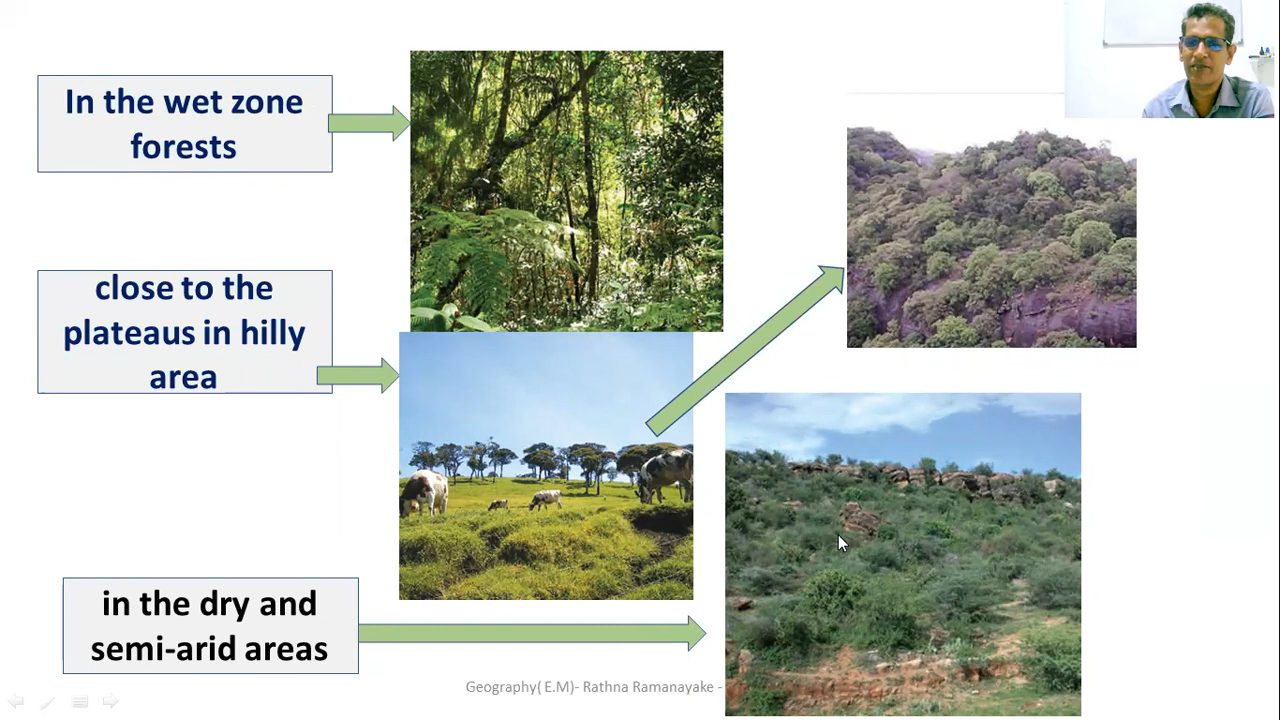 In the wet zone
forests
close to the
plateaus in hilly
area
in the dry and
semi-arid areas
Geography( E.M)- Rathna Ramanayake -